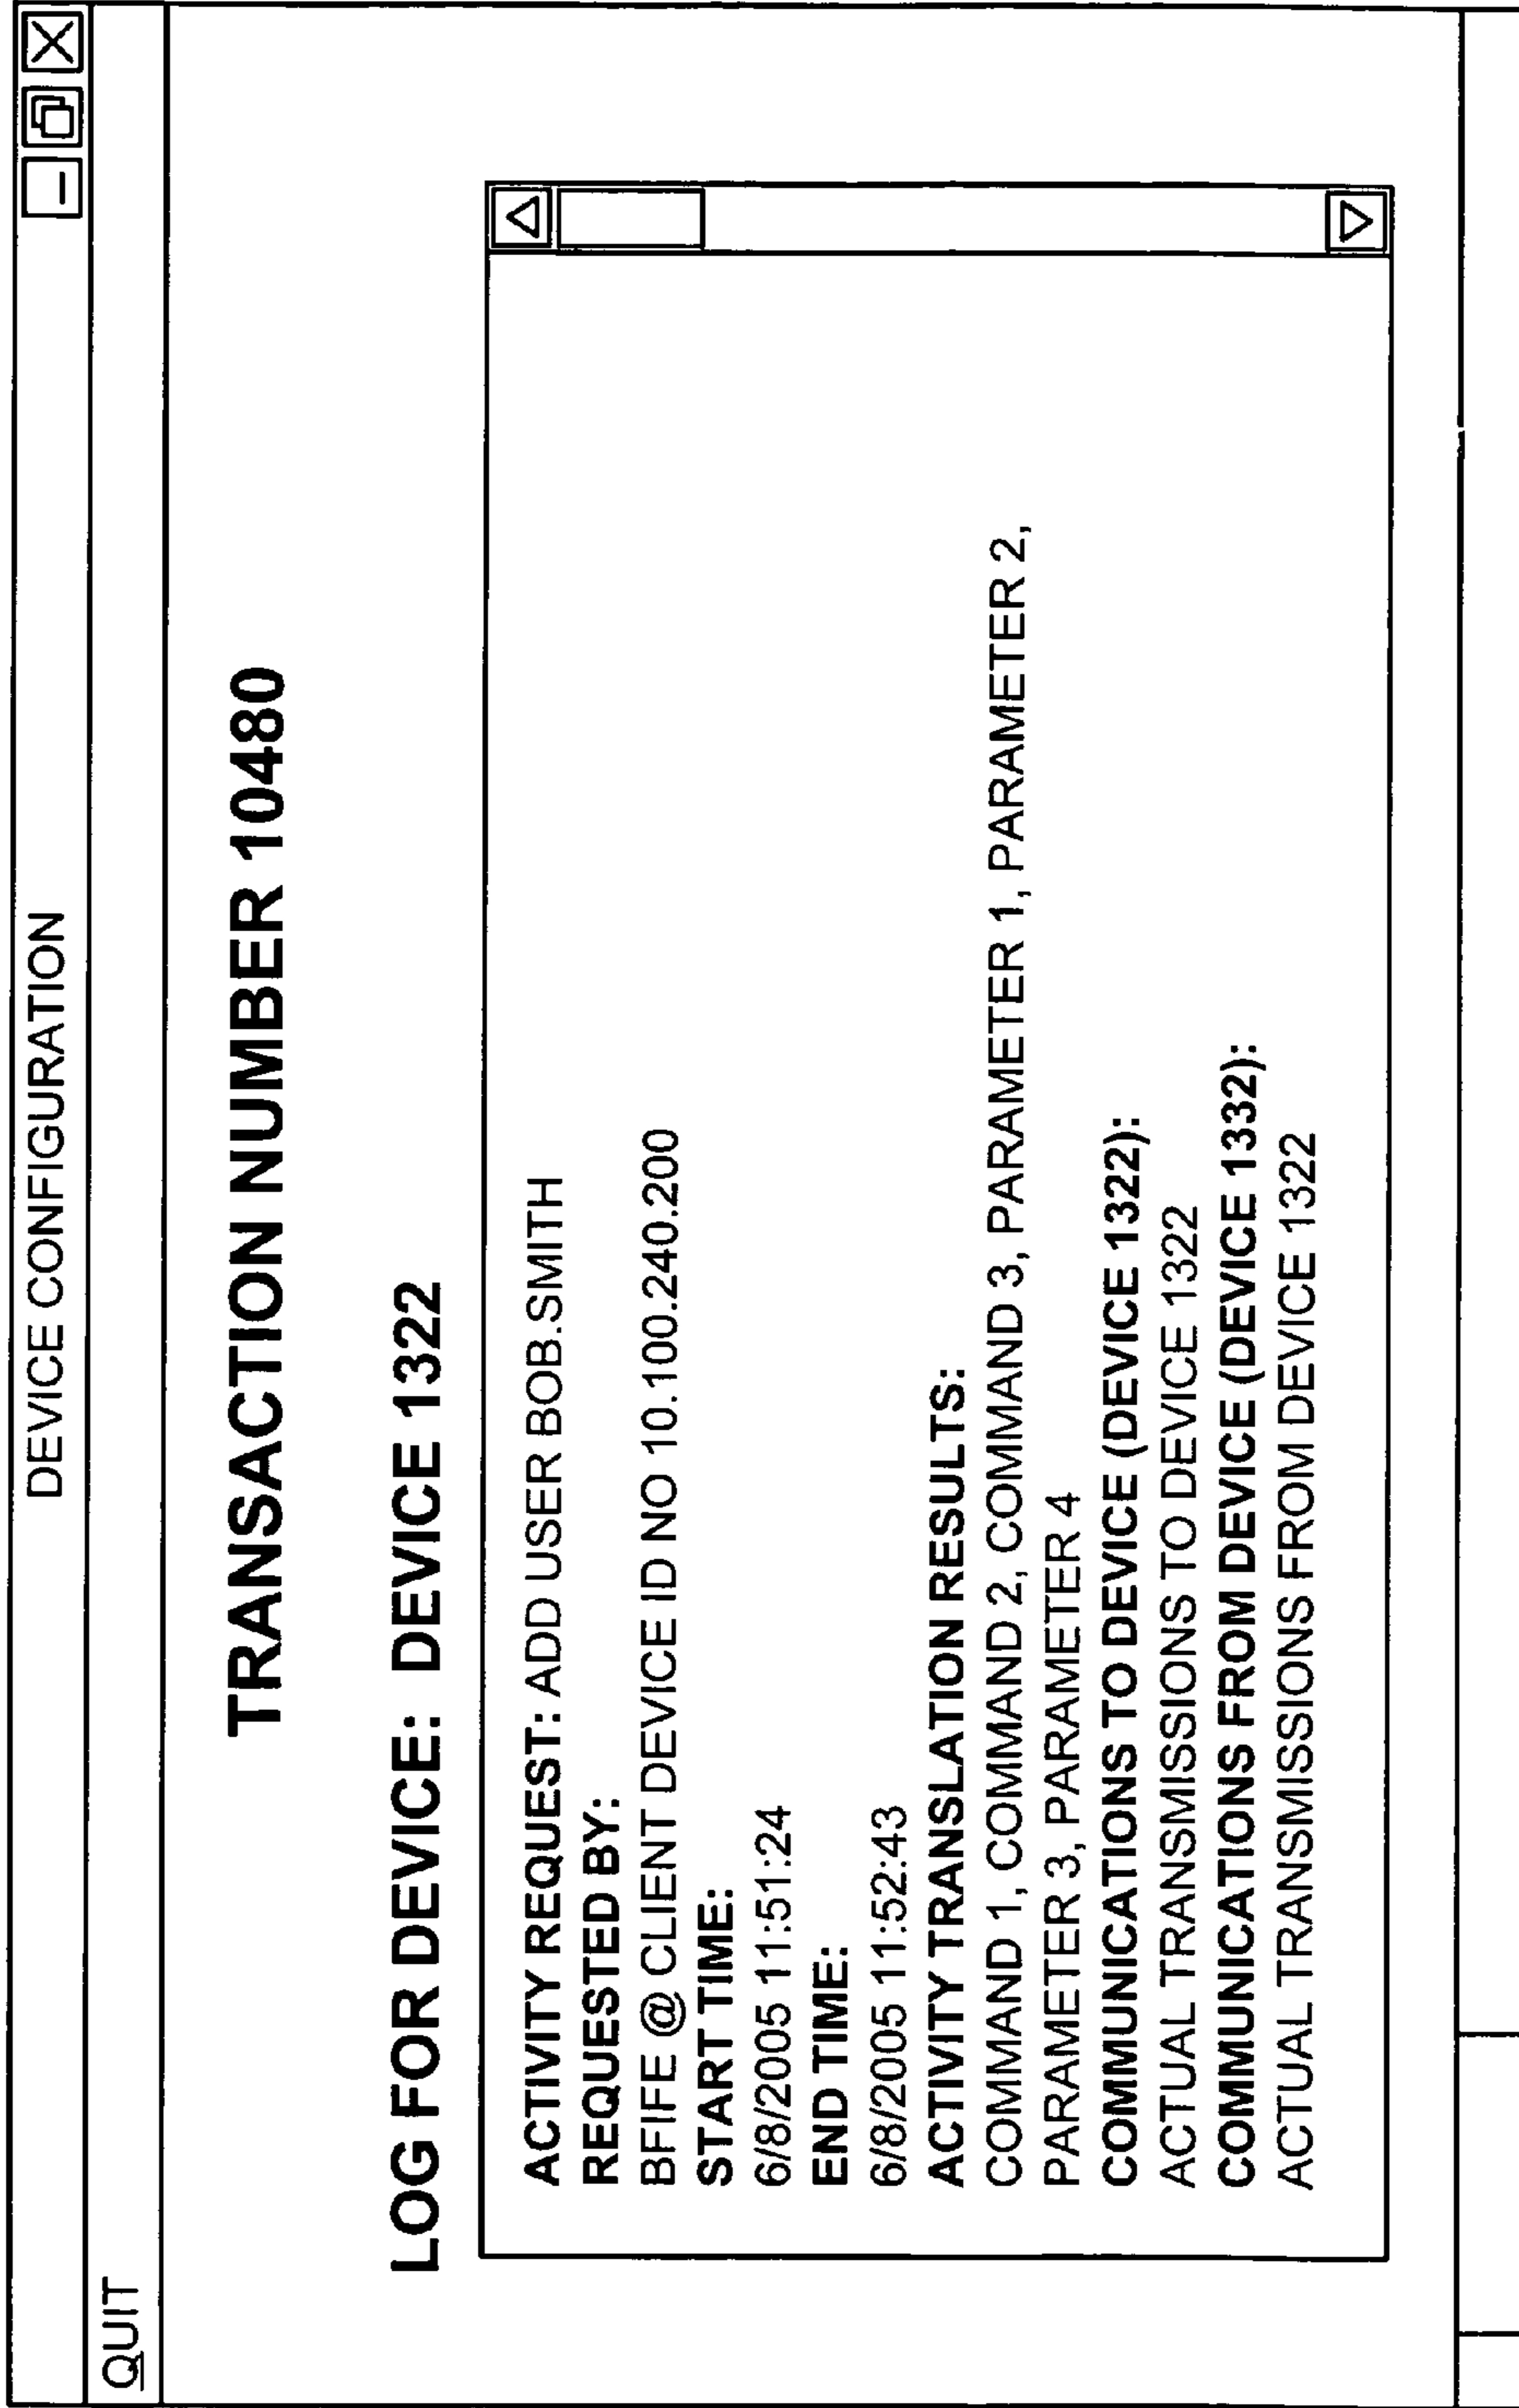 DEVICE CONFIGURATION
QUIT
TRANSACTION NUMBER 10480
LOG FOR DEVICE: DEVICE 1322
ACTIVITY REQUEST: ADD USER BOB.SMITH
REQUESTED BY:
BFIFE @ CLIENT DEVICE ID NO 10.100.240.200
START TIME:
6/8/2005 11:51:24
END TIME:
6/8/2005 11:52:43
ACTIVITY TRANSLATION RESULTS:
COMMAND 1, COMMAND 2, COMMAND 3, PARAMETER 1, PARAMETER 2,
PARAMETER 3, PARAMETER 4
COMMUNICATIONS TO DEVICE (DEVICE 1322):
ACTUAL TRANSMISSIONS TO DEVICE 1322
COMMUNICATIONS FROM DEVICE (DEVICE 1332):
ACTUAL TRANSMISSIONS FROM DEVICE 1322